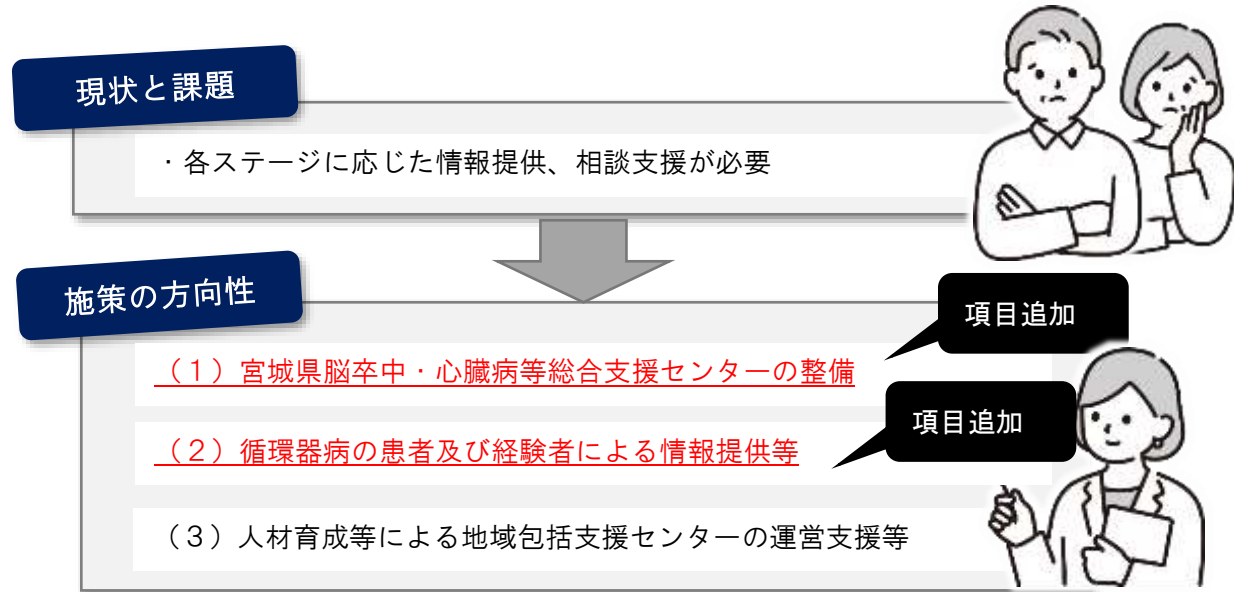 現状と課題
・各ステージに応じた情報提供、相談支援が必要
施策の方向性
項目追加
（１）宮城県脳卒中・心臓病等総合支援センターの整備
項目追加
（２）循環器病の患者及び経験者による情報提供等
（３）人材育成等による地域包括支援センターの運営支援等